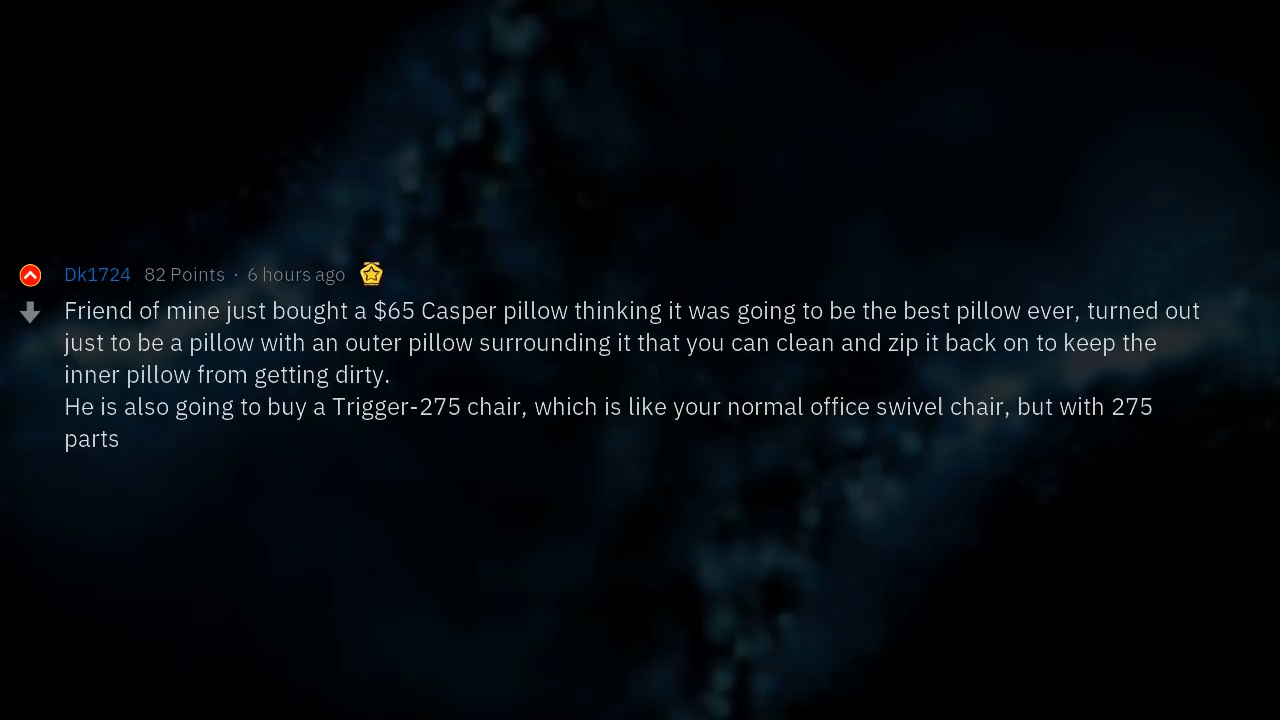 Dk1724 82 Points · 6 hours ago
Friend of mine just bought a $65 Casper pillow thinking it was going to be the best pillow ever, turned out
just to be a pillow with an outer pillow surrounding it that you can clean and zip it back on to keep the
inner pillow from getting dirty.
He is also going to buy a Trigger-275 chair, which is like your normal office swivel chair, but with 275
parts